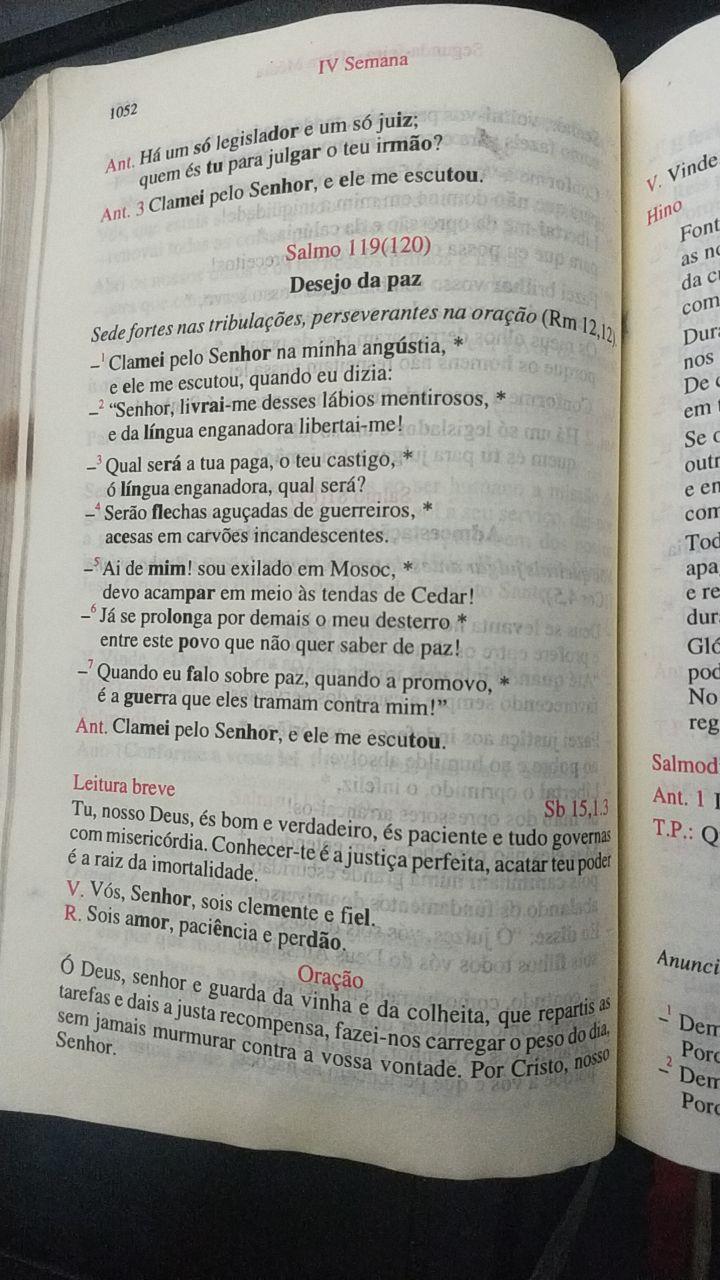 IV Semana
1052
Ant. Há um só legislador e um só juiz;
quem és tu para julgar o teu irmão?
Ant. 3 Clamei pelo Senhor, e ele me escutou.
Salmo 119(120)
Desejo da paz
Sede fortes nas tribulações, perseverantes na oração (Rm 12,12).
–1 Clamei pelo Senhor na minha angústia, *
e ele me escutou, quando eu dizia:
–2 “Senhor, livrai-me desses lábios mentirosos, *
e da língua enganadora libertai-me!
–3 Qual será a tua paga, o teu castigo, *
ó língua enganadora, qual será?
–4 Serão flechas aguçadas de guerreiros, *
acesas em carvões incandescentes.
–5 Ai de mim! sou exilado em Mosoc, *
devo acampar em meio às tendas de Cedar!
–6 Já se prolonga por demais o meu desterro *
entre este povo que não quer saber de paz!
–7 Quando eu falo sobre paz, quando a promovo, *
é a guerra que eles tramam contra mim!”
Ant. Clamei pelo Senhor, e ele me escutou.
Leitura breve Sb 15,1.3
Tu, nosso Deus, és bom e verdadeiro, és paciente e tudo governas
com misericórdia. Conhecer-te é a justiça perfeita, acatar teu poder
é a raiz da imortalidade.
V. Vós, Senhor, sois clemente e fiel.
R. Sois amor, paciência e perdão.
Oração
Ó Deus, senhor e guarda da vinha e da colheita, que repartis as
tarefas e dais a justa recompensa, fazei-nos carregar o peso do dia,
sem jamais murmurar contra a vossa vontade. Por Cristo, nosso
Senhor.
V. Vinde
Hino
Font
as no
da cu
com
Dura
nos
De c
em t
Se o
outr
e en
com
Tod
apa
e re
dur
Gló
pod
No
reg
Salmod
Ant. 1
T.P.: Q
Anunci
–1 Dem
Porq
–2 Dem
Porq